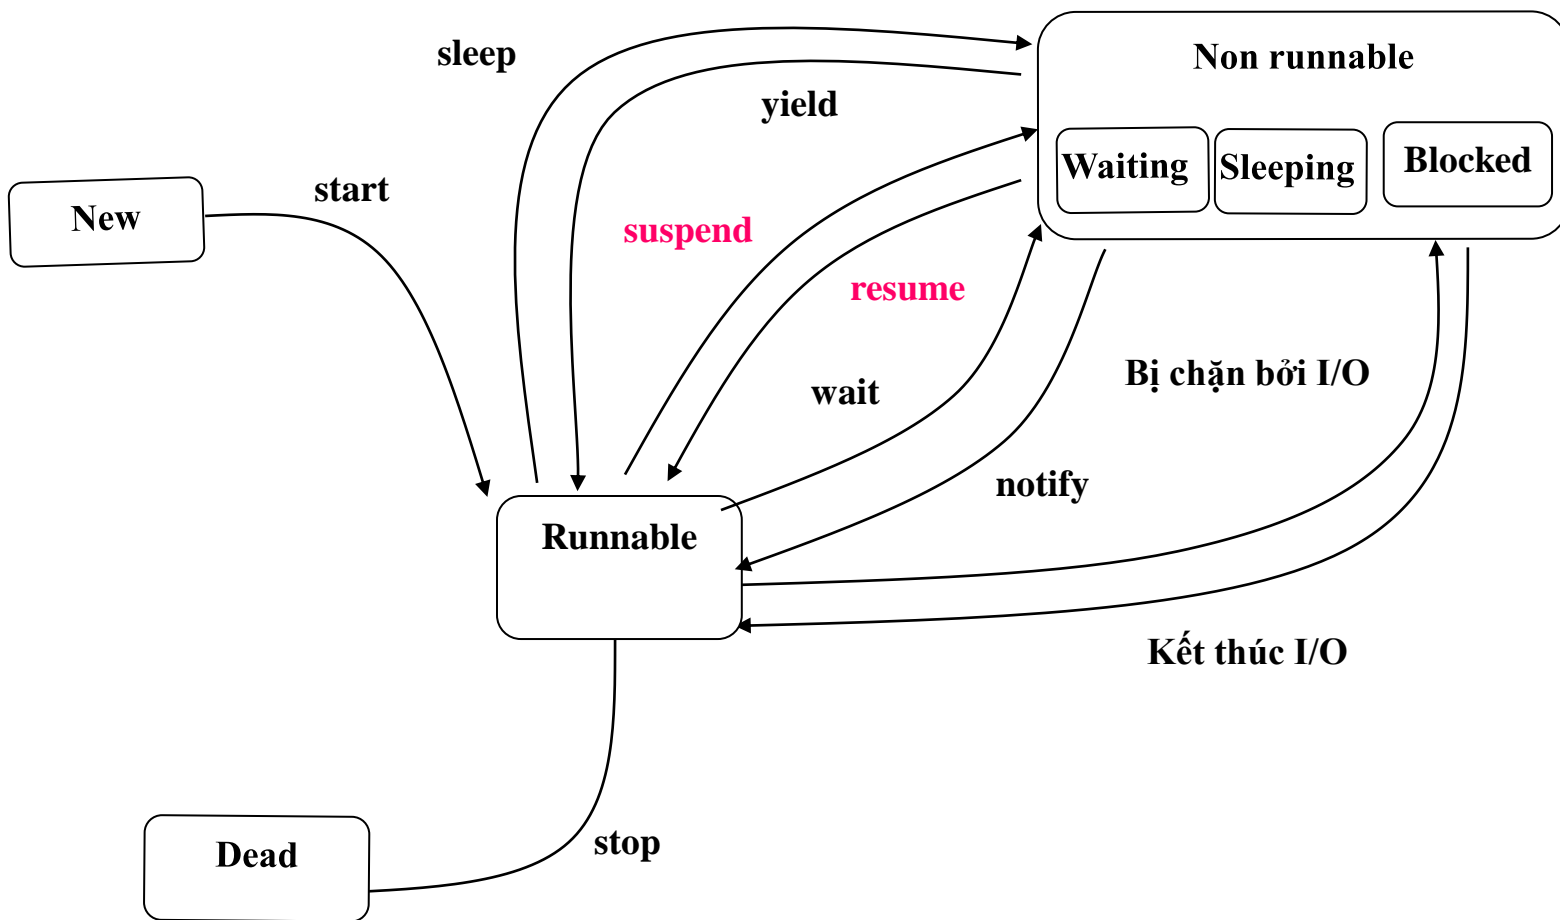 sleep
Non runnable
yield
Waiting
Sleeping
Blocked
start
New
suspend
resume
Bị chặn bởi I/O
wait
notify
Runnable
Kết thúc I/O
stop
Dead